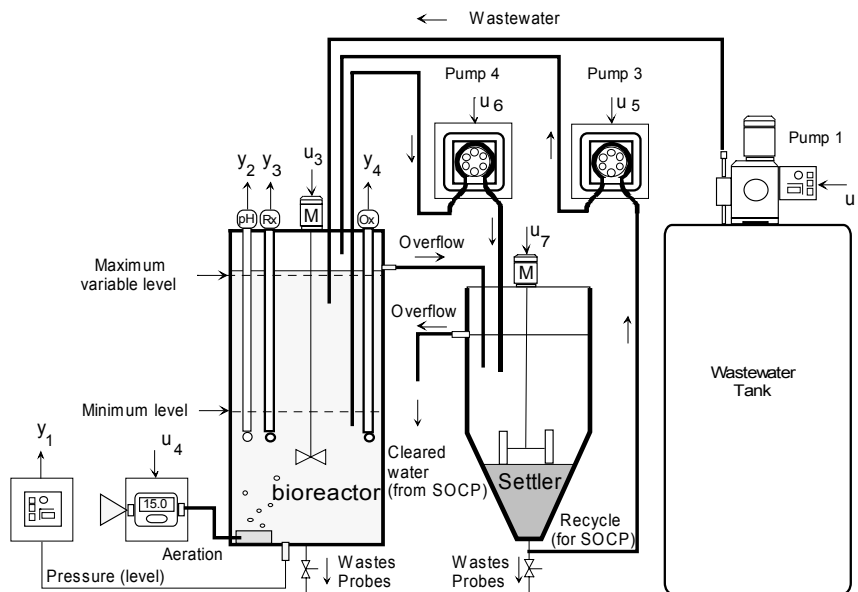 Wastewater
Pump 4
Pump 3
u6
u5
Pump 1
u
y2
y3
u3
y4
M
pH
Rx
Ox
Overflow
u7
M
Maximum
variable level
Overflow
Wastewater
Tank
Minimum level
y1
u4
Cleared
water
(from SOCP)
Settler
15.0
bioreactor
Recycle
(for SOCP)
Aeration
Pressure (level)
Wastes
Probes
Wastes
Probes